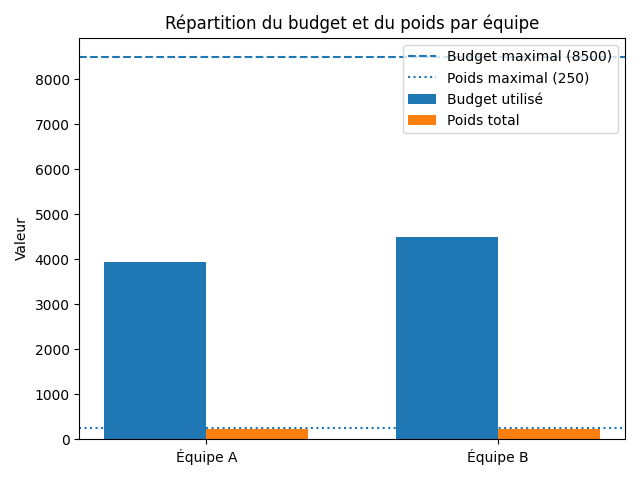 Répartition du budget et du poids par équipe
Budget maximal (8500)
Poids maximal (250)
Budget utilisé
Poids total
Valeur
8000
7000
6000
5000
4000
3000
2000
1000
0
Équipe A
Équipe B